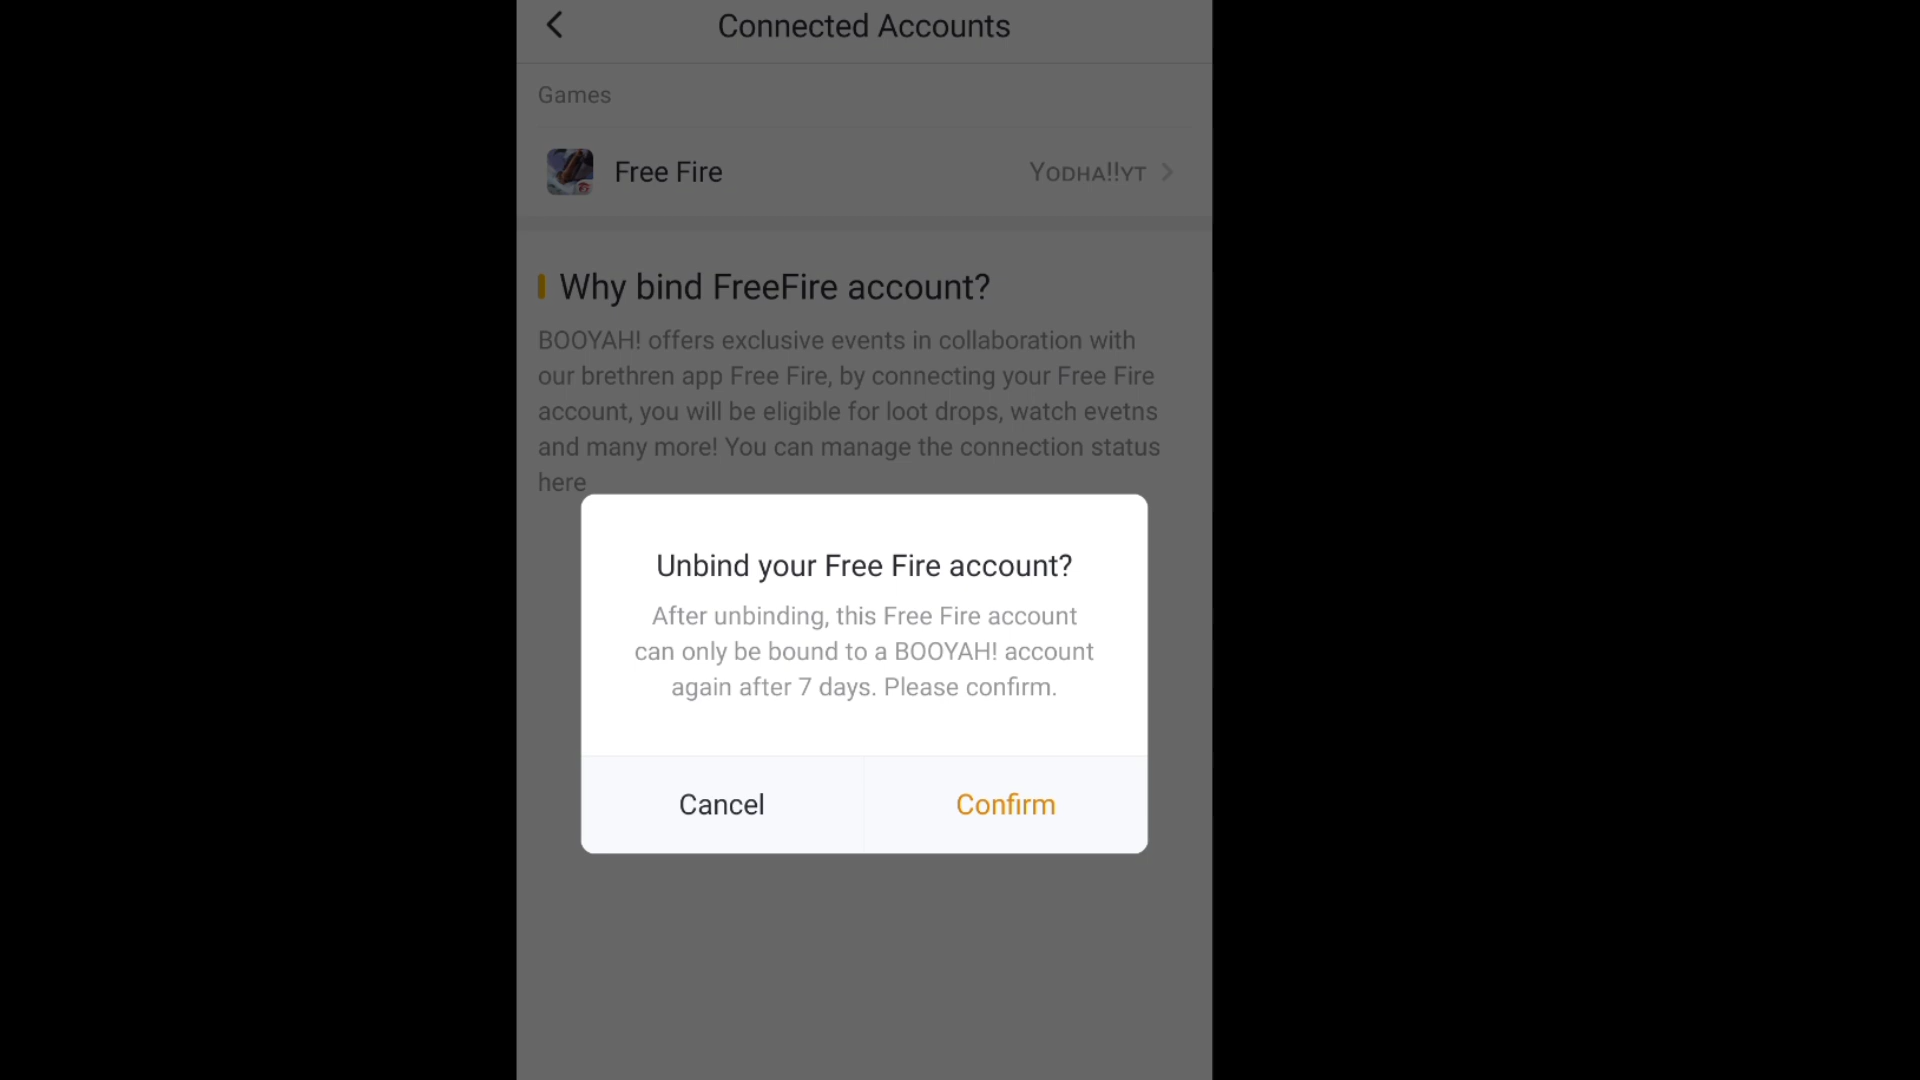 Connected Accounts
Games
Free Fire
Yᴏᴅʜᴀ!!ʏᴛ
Why bind FreeFire account?
BOOYAH! offers exclusive events in collaboration with
our brethren app Free Fire, by connecting your Free Fire
account, you will be eligible for loot drops, watch evetns
and many more! You can manage the connection status
here
Unbind your Free Fire account?
After unbinding, this Free Fire account
can only be bound to a BOOYAH! account
again after 7 days. Please confirm.
Cancel
Confirm